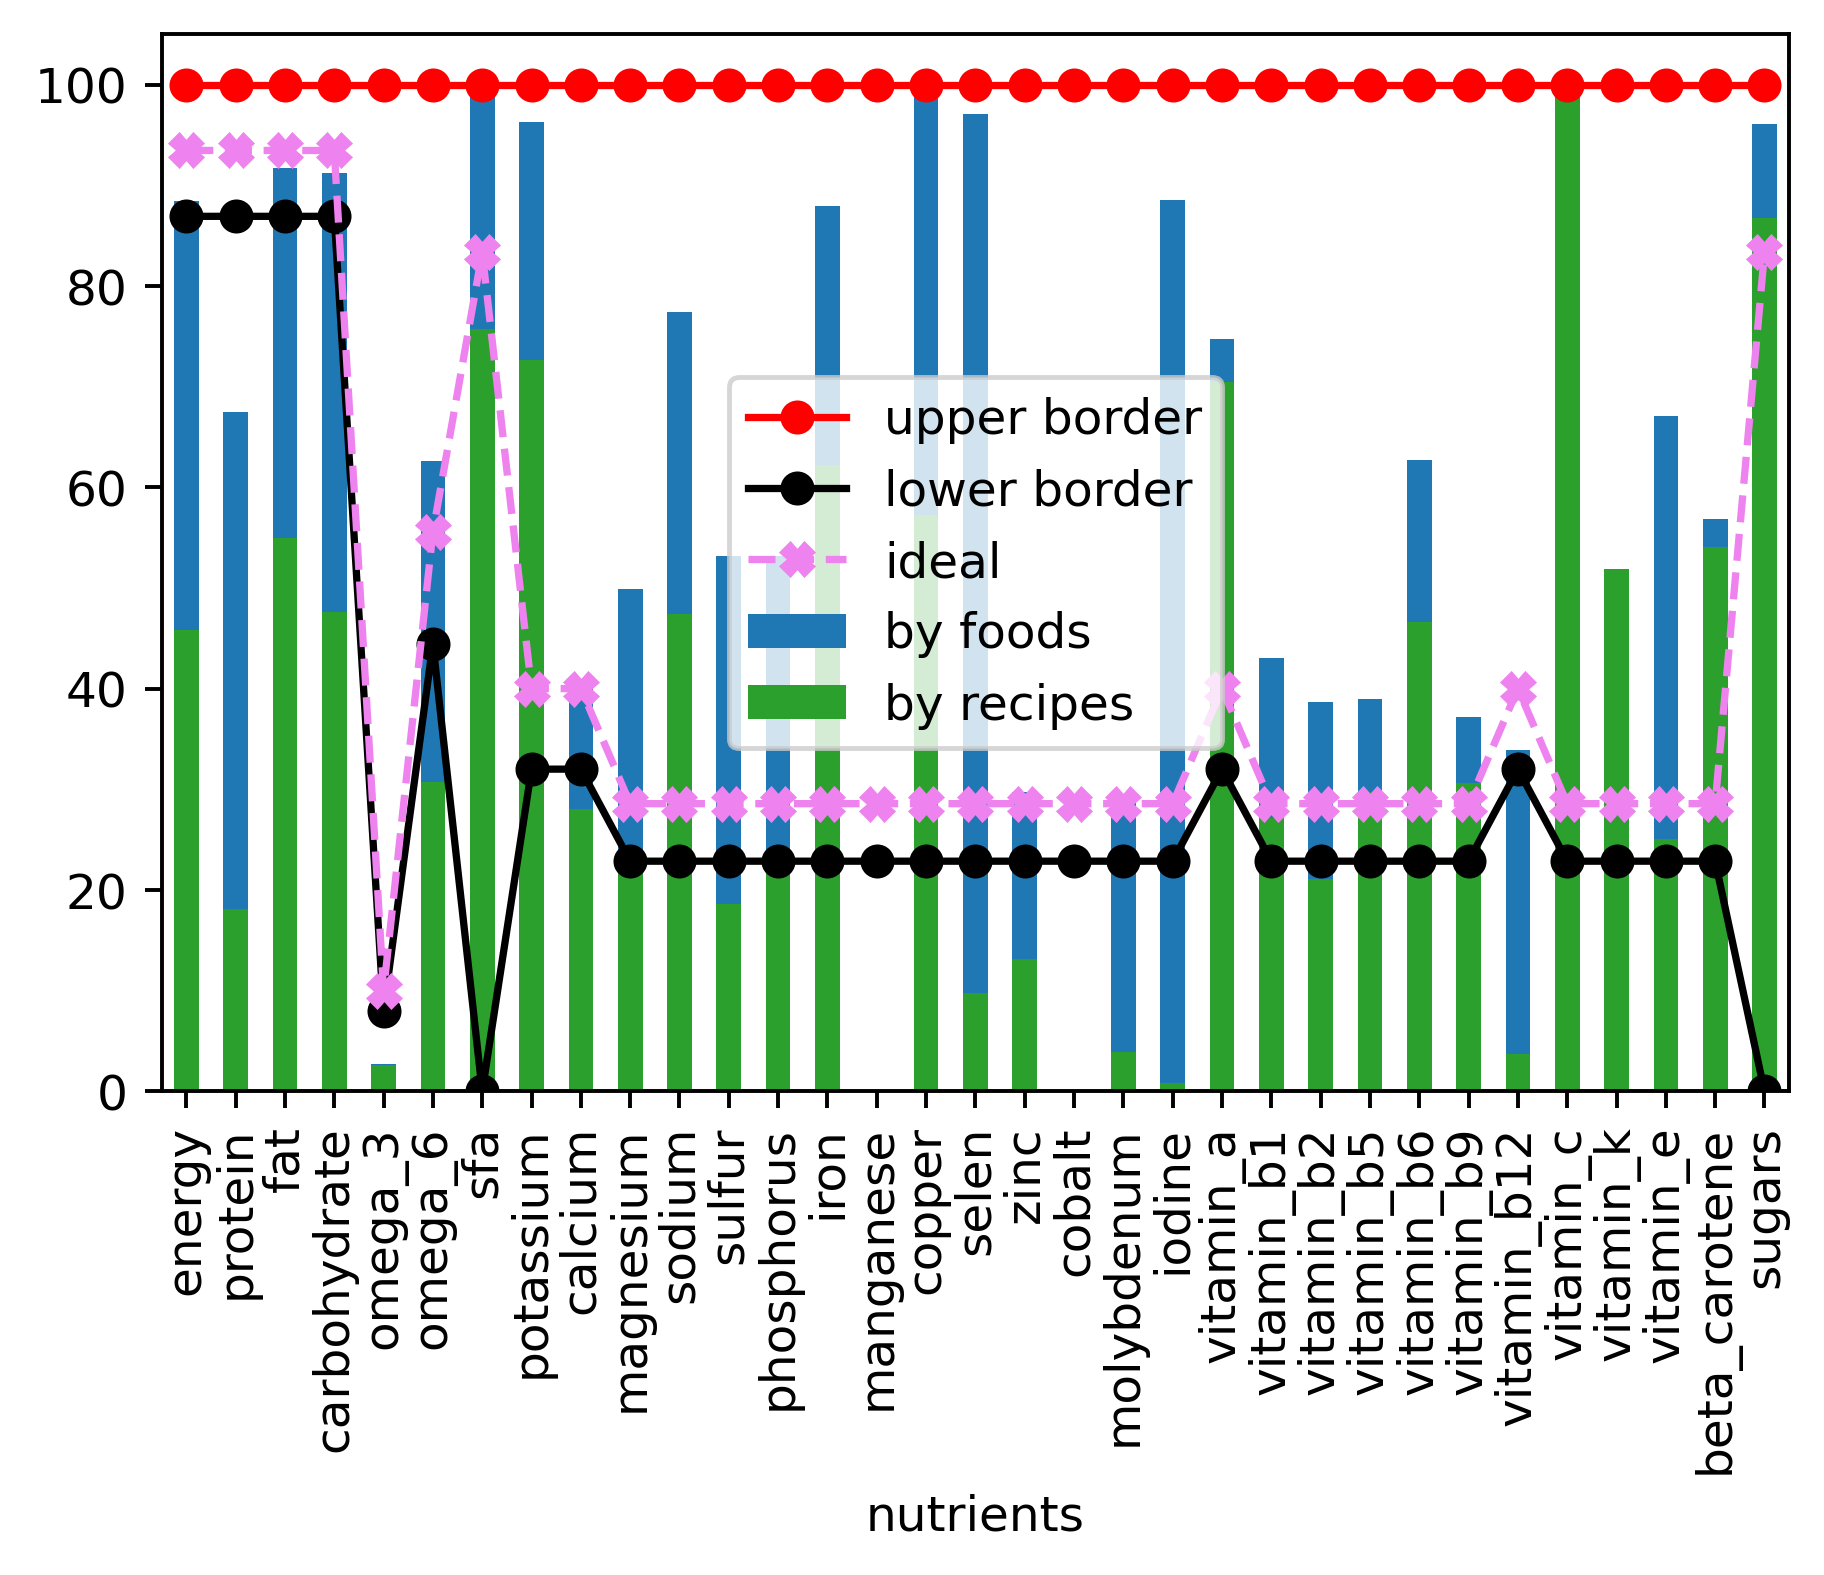 100
80
60
40
20
0
upper border
lower border
ideal
by foods
by recipes
energy
protein
fat
carbohydrate
omega_3
omega_6
sfa
potassium
calcium
magnesium
sodium
sulfur
phosphorus
iron
manganese
copper
selen
zinc
cobalt
molybdenum
iodine
vitamin_a
vitamin_b1
vitamin_b2
vitamin_b5
vitamin_b6
vitamin_b9
vitamin_b12
vitamin_c
vitamin_k
vitamin_e
beta_carotene
sugars
nutrients